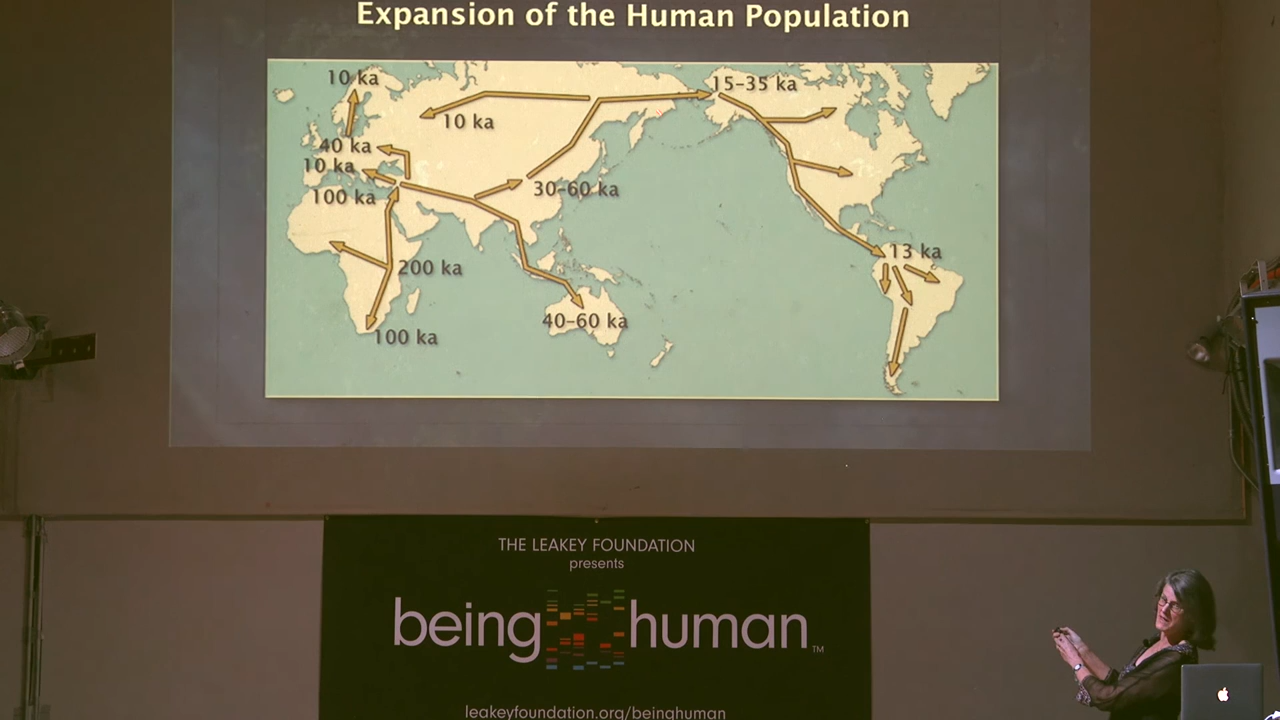 Expansion of the Human Population
10 ka
15–35 ka
10 ka
40 ka
10 ka
30–60 ka
100 ka
13 ka
200 ka
40–60 ka
100 ka
THE LEAKEY FOUNDATION
presents
being human™
leakeyfoundation.org/beinghuman